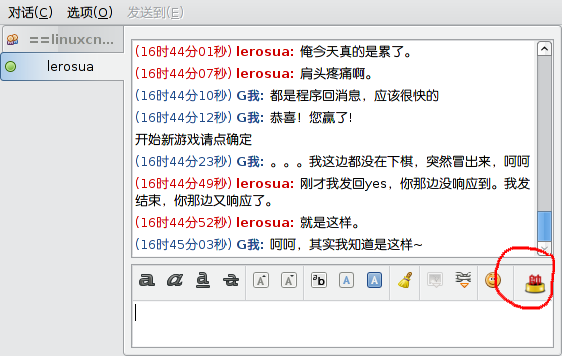 对话(C) 选项(O) 发送到(E)
==linuxcn...
lerosua
(16时44分01秒) lerosua: 俺今天真的是累了。
(16时44分07秒) lerosua: 肩头疼痛啊。
(16时44分10秒) G我: 都是程序回消息，应该很快的
(16时44分12秒) G我: 恭喜！您赢了!
开始新游戏请点确定
(16时44分23秒) G我: 。。。我这边都没在下棋，突然冒出来，呵呵
(16时44分49秒) lerosua: 刚才我发回yes，你那边没响应到。我发
结束，你那边又响应了。
(16时44分52秒) lerosua: 就是这样。
(16时45分03秒) G我: 呵呵，其实我知道是这样~
a a a a A A ab A A